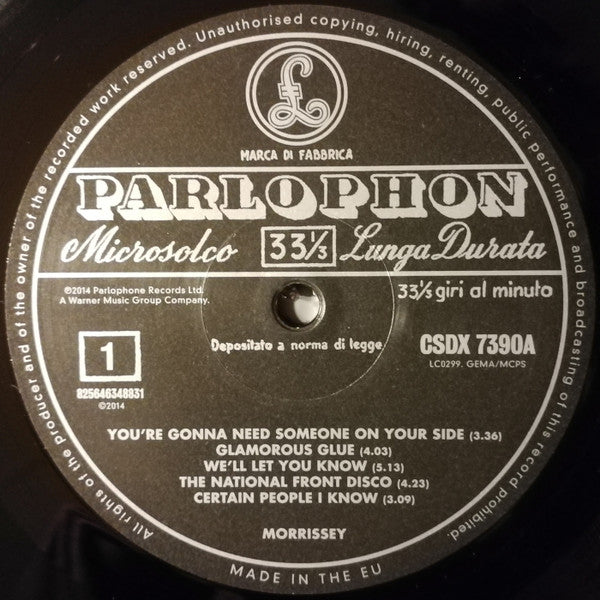 All rights of the producer and of the owner of the recorded work reserved. Unauthorised copying, hiring, renting, public performance and broadcasting of this record prohibited.
£
MARCA DI FABBRICA
PARLOPHON
Microsolco 33⅓ Lunga Durata
℗2014 Parlophone Records Ltd.
A Warner Music Group Company.
33⅓ giri al minuto
Depositato a norma di legge
1
825646348831
©2014
CSDX 7390A
LC0299. GEMA/MCPS
YOU'RE GONNA NEED SOMEONE ON YOUR SIDE (3.36)
GLAMOROUS GLUE (4.03)
WE'LL LET YOU KNOW (5.13)
THE NATIONAL FRONT DISCO (4.23)
CERTAIN PEOPLE I KNOW (3.09)
MORRISSEY
MADE IN THE EU